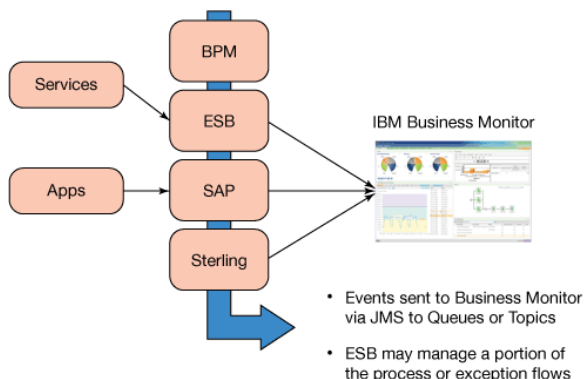 BPM
Services
ESB
IBM Business Monitor
Apps
SAP
Sterling
• Events sent to Business Monitor
via JMS to Queues or Topics
• ESB may manage a portion of
the process or exception flows